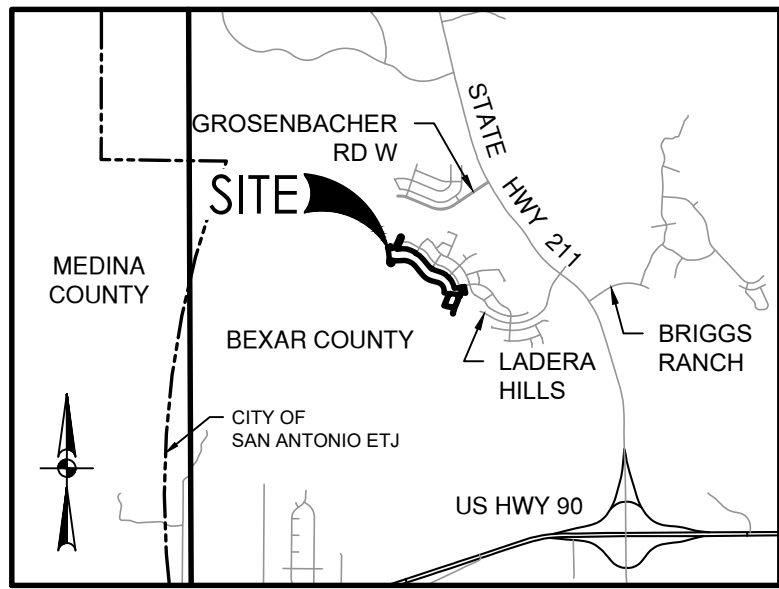 GROSENBACHER
RD W
STATE HWY 211
SITE
MEDINA
COUNTY
BEXAR COUNTY
LADERA
HILLS
BRIGGS
RANCH
CITY OF
SAN ANTONIO ETJ
US HWY 90